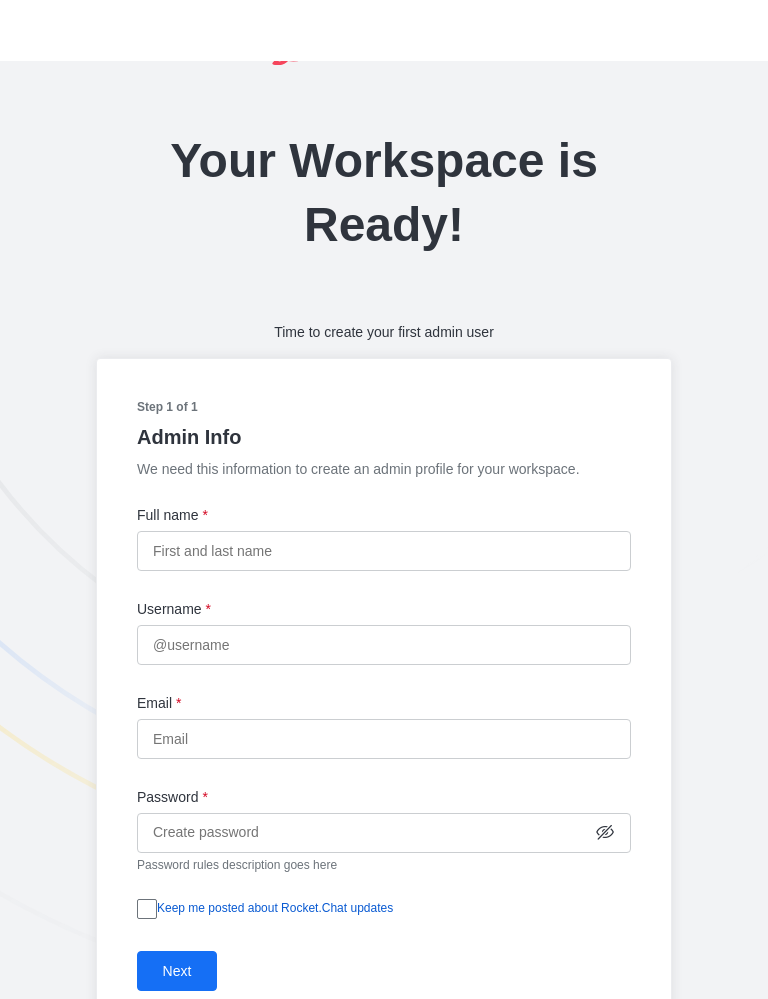 Your Workspace is
Ready!
Time to create your first admin user
Step 1 of 1
Admin Info
We need this information to create an admin profile for your workspace.
Full name *
First and last name
Username *
@username
Email *
Email
Password *
Create password
Password rules description goes here
Keep me posted about Rocket.Chat updates
Next